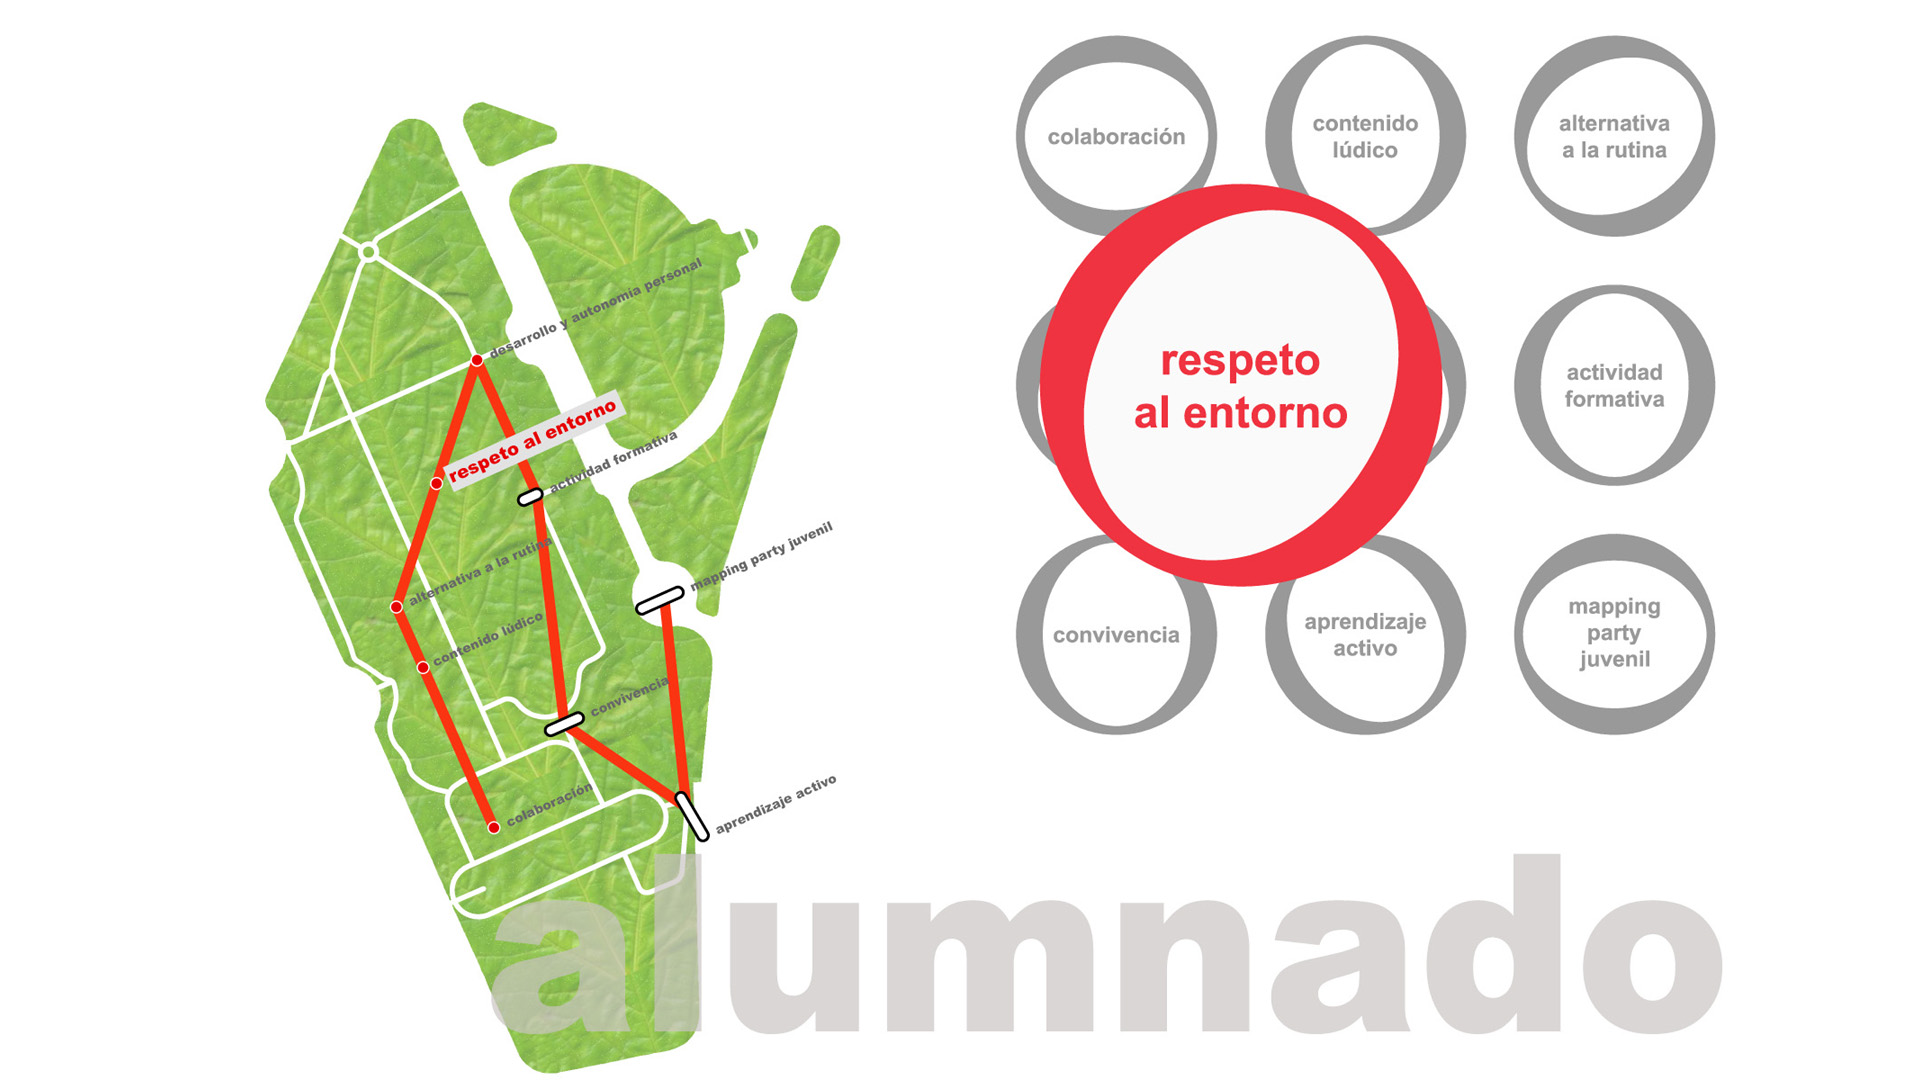 desarrollo y autonomía personal
respeto al entorno
actividad formativa
mapping party juvenil
alternativa a la rutina
contenido lúdico
convivencia
colaboración
aprendizaje activo
colaboración
contenido
lúdico
alternativa
a la rutina
respeto
al entorno
actividad
formativa
convivencia
aprendizaje
activo
mapping
party
juvenil
alumnado